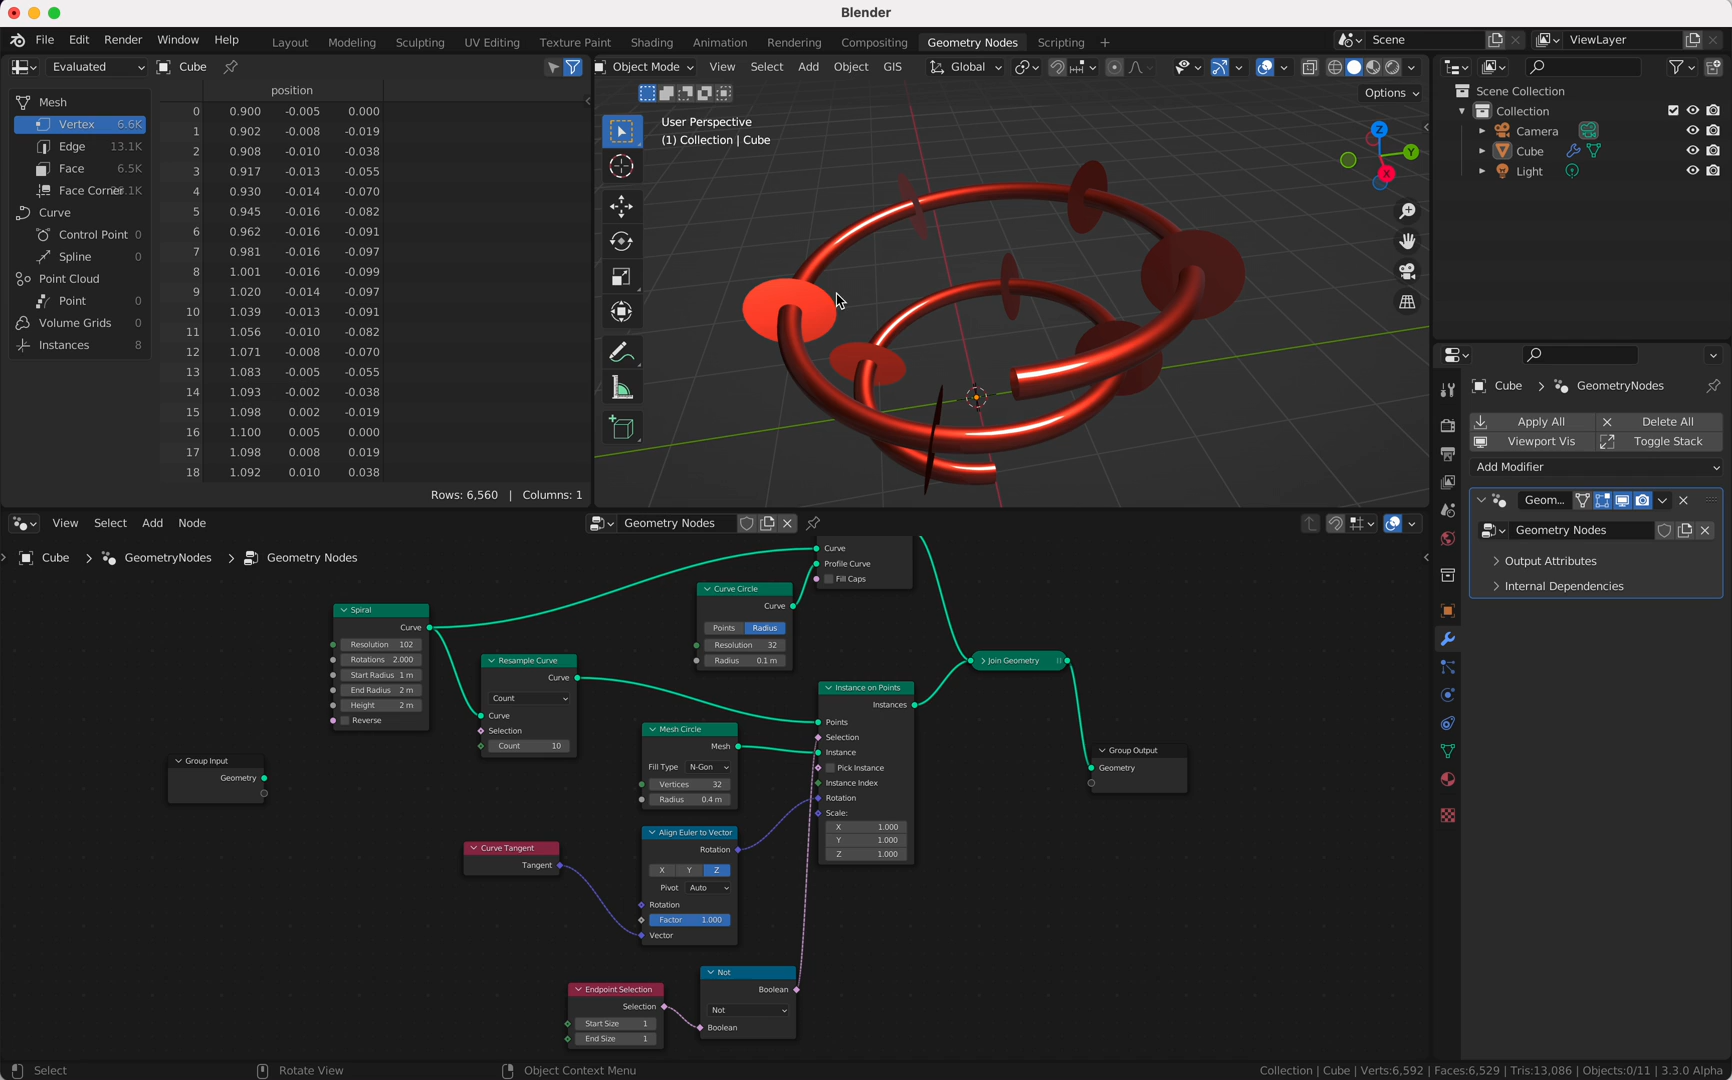 Blender
File Edit Render Window Help
Layout Modeling Sculpting UV Editing Texture Paint Shading Animation Rendering Compositing Geometry Nodes Scripting +
Scene
ViewLayer
Evaluated
Cube
Object Mode View Select Add Object GIS
Global
Options
Mesh
Vertex 6.6K
Edge 13.1K
Face 6.5K
Face Corner
Curve
Control Point 0
Spline 0
Point Cloud
Point 0
Volume Grids 0
Instances 8
position
0 0.900 -0.005 0.000
1 0.902 -0.008 -0.019
2 0.908 -0.010 -0.038
3 0.917 -0.013 -0.055
4 0.930 -0.014 -0.070
5 0.945 -0.016 -0.082
6 0.962 -0.016 -0.091
7 0.981 -0.016 -0.097
8 1.001 -0.016 -0.099
9 1.020 -0.014 -0.097
10 1.039 -0.013 -0.091
11 1.056 -0.010 -0.082
12 1.071 -0.008 -0.070
13 1.083 -0.005 -0.055
14 1.093 -0.002 -0.038
15 1.098 0.002 -0.019
16 1.100 0.005 0.000
17 1.098 0.008 0.019
18 1.092 0.010 0.038
Rows: 6,560 | Columns: 1
User Perspective
(1) Collection | Cube
Z
Y
X
Scene Collection
Collection
Camera
Cube
Light
Cube > GeometryNodes
Apply All
Delete All
Viewport Vis
Toggle Stack
Add Modifier
Geom...
Geometry Nodes
Output Attributes
Internal Dependencies
View Select Add Node
Geometry Nodes
Cube > GeometryNodes > Geometry Nodes
Curve
Profile Curve
Fill Caps
Curve Circle
Curve
Points Radius
Resolution 32
Radius 0.1 m
Spiral
Curve
Resolution 102
Rotations 2.000
Start Radius 1 m
End Radius 2 m
Height 2 m
Reverse
Resample Curve
Curve
Count
Curve
Selection
Count 10
Join Geometry
Instance on Points
Instances
Points
Selection
Instance
Pick Instance
Instance Index
Rotation
Scale:
X 1.000
Y 1.000
Z 1.000
Mesh Circle
Mesh
Fill Type N-Gon
Vertices 32
Radius 0.4 m
Group Output
Geometry
Group Input
Geometry
Align Euler to Vector
Rotation
X Y Z
Pivot Auto
Rotation
Factor 1.000
Vector
Curve Tangent
Tangent
Not
Boolean
Not
Boolean
Endpoint Selection
Selection
Start Size 1
End Size 1
Select
Rotate View
Object Context Menu
Collection | Cube | Verts:6,592 | Faces:6,529 | Tris:13,086 | Objects:0/11 | 3.3.0 Alpha